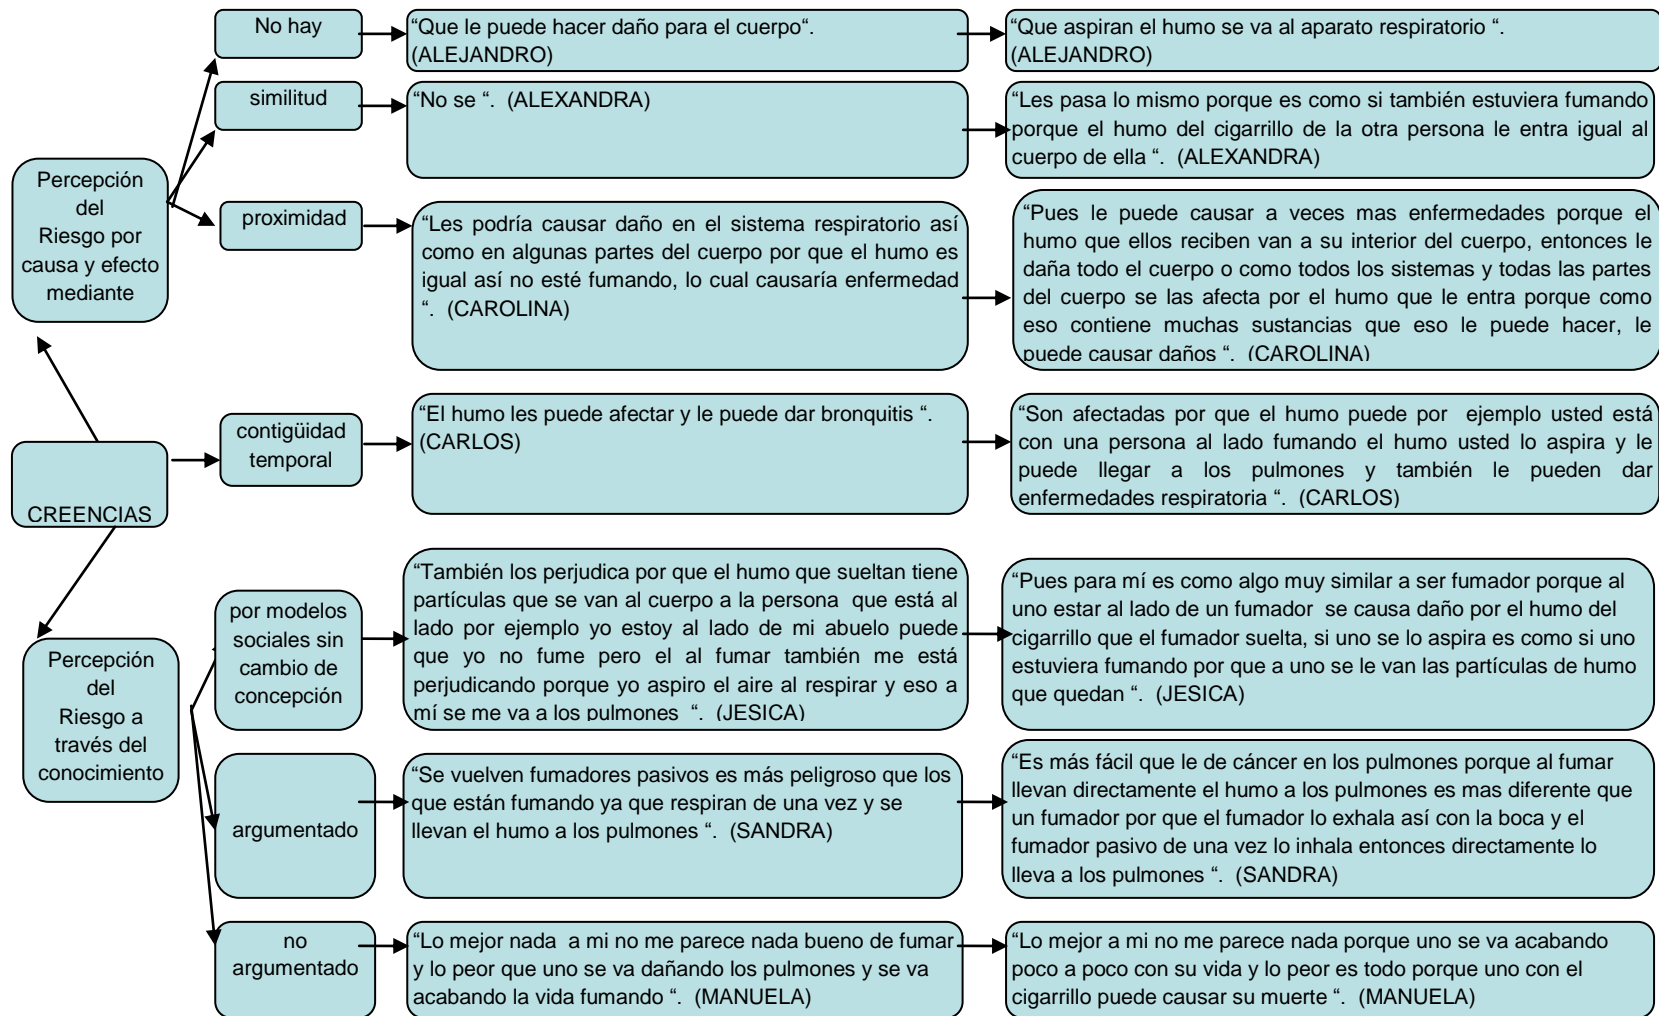 No hay
“Que le puede hacer daño para el cuerpo“.
(ALEJANDRO)
“Que aspiran el humo se va al aparato respiratorio “.
(ALEJANDRO)
similitud
“No se “. (ALEXANDRA)
“Les pasa lo mismo porque es como si también estuviera fumando
porque el humo del cigarrillo de la otra persona le entra igual al
cuerpo de ella “. (ALEXANDRA)
Percepción
del
Riesgo por
causa y efecto
mediante
proximidad
“Les podría causar daño en el sistema respiratorio así
como en algunas partes del cuerpo por que el humo es
igual así no esté fumando, lo cual causaría enfermedad
“. (CAROLINA)
“Pues le puede causar a veces mas enfermedades porque el
humo que ellos reciben van a su interior del cuerpo, entonces le
daña todo el cuerpo o como todos los sistemas y todas las partes
del cuerpo se las afecta por el humo que le entra porque como
eso contiene muchas sustancias que eso le puede hacer, le
puede causar daños “. (CAROLINA)
CREENCIAS
contigüidad
temporal
“El humo les puede afectar y le puede dar bronquitis “.
(CARLOS)
“Son afectadas por que el humo puede por ejemplo usted está
con una persona al lado fumando el humo usted lo aspira y le
puede llegar a los pulmones y también le pueden dar
enfermedades respiratoria “. (CARLOS)
Percepción
del
Riesgo a
través del
conocimiento
por modelos
sociales sin
cambio de
concepción
“También los perjudica por que el humo que sueltan tiene
partículas que se van al cuerpo a la persona que está al
lado por ejemplo yo estoy al lado de mi abuelo puede
que yo no fume pero el al fumar también me está
perjudicando porque yo aspiro el aire al respirar y eso a
mí se me va a los pulmones “. (JESICA)
“Pues para mí es como algo muy similar a ser fumador porque al
uno estar al lado de un fumador se causa daño por el humo del
cigarrillo que el fumador suelta, si uno se lo aspira es como si uno
estuviera fumando por que a uno se le van las partículas de humo
que quedan “. (JESICA)
argumentado
“Se vuelven fumadores pasivos es más peligroso que los
que están fumando ya que respiran de una vez y se
llevan el humo a los pulmones “. (SANDRA)
“Es más fácil que le de cáncer en los pulmones porque al fumar
llevan directamente el humo a los pulmones es mas diferente que
un fumador por que el fumador lo exhala así con la boca y el
fumador pasivo de una vez lo inhala entonces directamente lo
lleva a los pulmones “. (SANDRA)
no
argumentado
“Lo mejor nada a mi no me parece nada bueno de fumar
y lo peor que uno se va dañando los pulmones y se va
acabando la vida fumando “. (MANUELA)
“Lo mejor a mi no me parece nada porque uno se va acabando
poco a poco con su vida y lo peor es todo porque uno con el
cigarrillo puede causar su muerte “. (MANUELA)